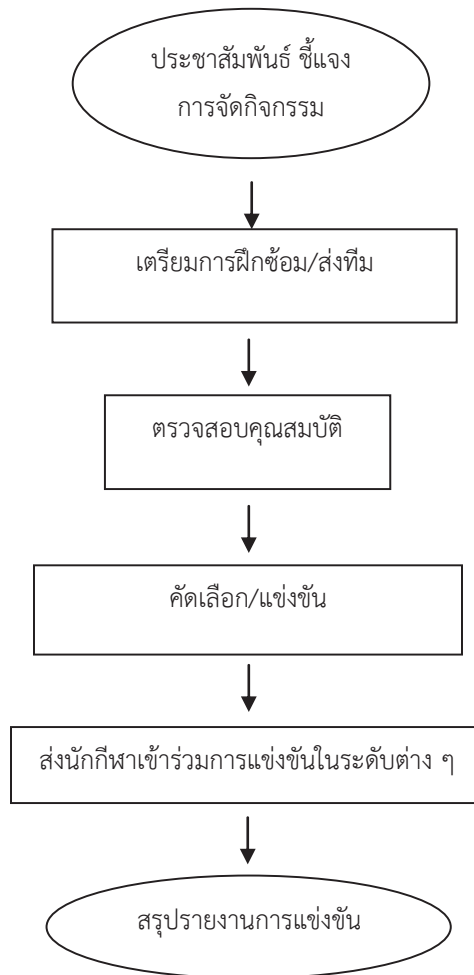 ประชาสัมพันธ์ ชี้แจง
การจัดกิจกรรม
เตรียมการฝึกซ้อม/ส่งทีม
ตรวจสอบคุณสมบัติ
คัดเลือก/แข่งขัน
ส่งนักกีฬาเข้าร่วมการแข่งขันในระดับต่าง ๆ
สรุปรายงานการแข่งขัน